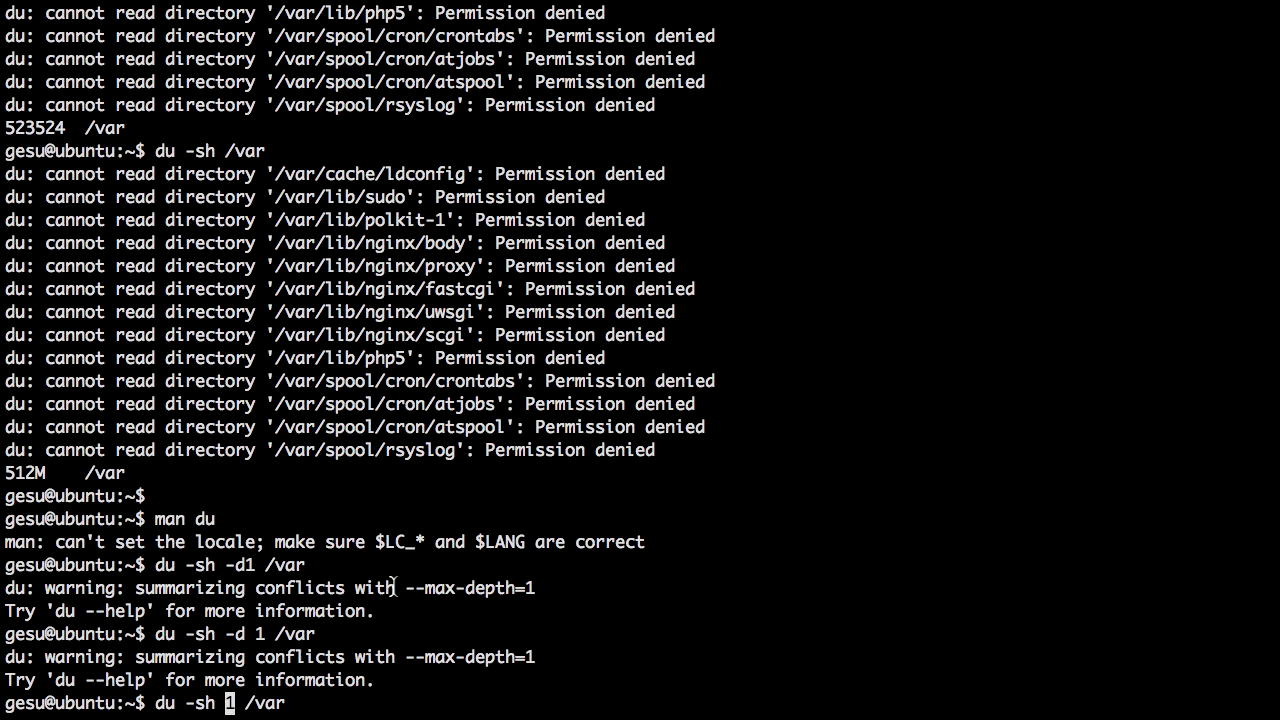 du: cannot read directory '/var/lib/php5': Permission denied
du: cannot read directory '/var/spool/cron/crontabs': Permission denied
du: cannot read directory '/var/spool/cron/atjobs': Permission denied
du: cannot read directory '/var/spool/cron/atspool': Permission denied
du: cannot read directory '/var/spool/rsyslog': Permission denied
523524  /var
gesu@ubuntu:~$ du -sh /var
du: cannot read directory '/var/cache/ldconfig': Permission denied
du: cannot read directory '/var/lib/sudo': Permission denied
du: cannot read directory '/var/lib/polkit-1': Permission denied
du: cannot read directory '/var/lib/nginx/body': Permission denied
du: cannot read directory '/var/lib/nginx/proxy': Permission denied
du: cannot read directory '/var/lib/nginx/fastcgi': Permission denied
du: cannot read directory '/var/lib/nginx/uwsgi': Permission denied
du: cannot read directory '/var/lib/nginx/scgi': Permission denied
du: cannot read directory '/var/lib/php5': Permission denied
du: cannot read directory '/var/spool/cron/crontabs': Permission denied
du: cannot read directory '/var/spool/cron/atjobs': Permission denied
du: cannot read directory '/var/spool/cron/atspool': Permission denied
du: cannot read directory '/var/spool/rsyslog': Permission denied
512M    /var
gesu@ubuntu:~$
gesu@ubuntu:~$ man du
man: can't set the locale; make sure $LC_* and $LANG are correct
gesu@ubuntu:~$ du -sh -d1 /var
du: warning: summarizing conflicts with --max-depth=1
Try 'du --help' for more information.
gesu@ubuntu:~$ du -sh -d 1 /var
du: warning: summarizing conflicts with --max-depth=1
Try 'du --help' for more information.
gesu@ubuntu:~$ du -sh 1 /var